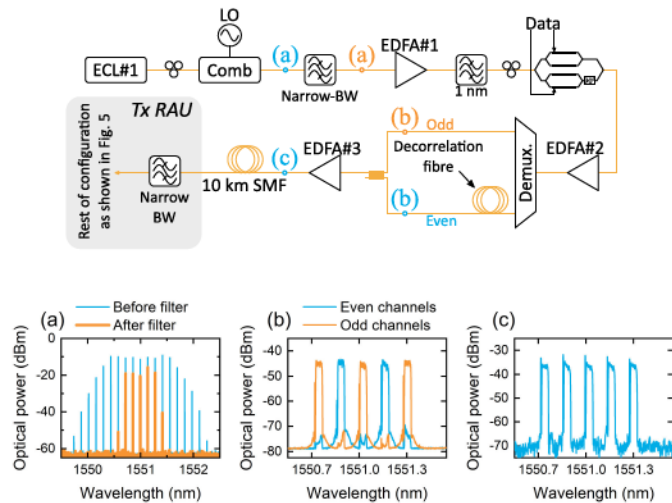 LO
Data
ECL#1
Comb
(a)
(a)
EDFA#1
Narrow-BW
1 nm
Tx RAU
Rest of configuration
as shown in Fig. 5
Narrow
BW
10 km SMF
(c)
EDFA#3
(b)
Odd
Decorrelation
fibre
(b)
Even
Demux.
EDFA#2
Before filter
After filter
(a)
Optical power (dBm)
0
-20
-40
-60
1550
1551
1552
Wavelength (nm)
Even channels
Odd channels
(b)
Optical power (dBm)
-40
-50
-60
-70
-80
1550.7
1551.0
1551.3
Wavelength (nm)
(c)
Optical power (dBm)
-30
-40
-50
-60
-70
1550.7
1551.0
1551.3
Wavelength (nm)